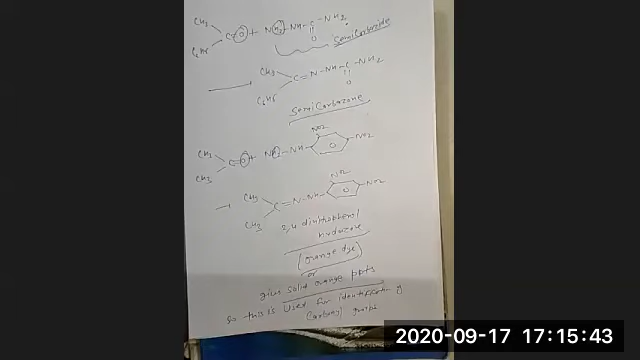 CH3
C2H5
C=O + NH2-NH-C-NH2
O
Semicarbazide
CH3
C=N-NH-C-NH2
C2H5
O
Semicarbazone
NO2
CH3
C=O + NH2-NH NO2
CH3
NO2
CH3
C=N-NH NO2
CH3
2,4 dinitrophenyl
(orange dye)
or
gives solid orange ppts
So this is used for identification of
Carbonyl group
2020-09-17 17:15:43